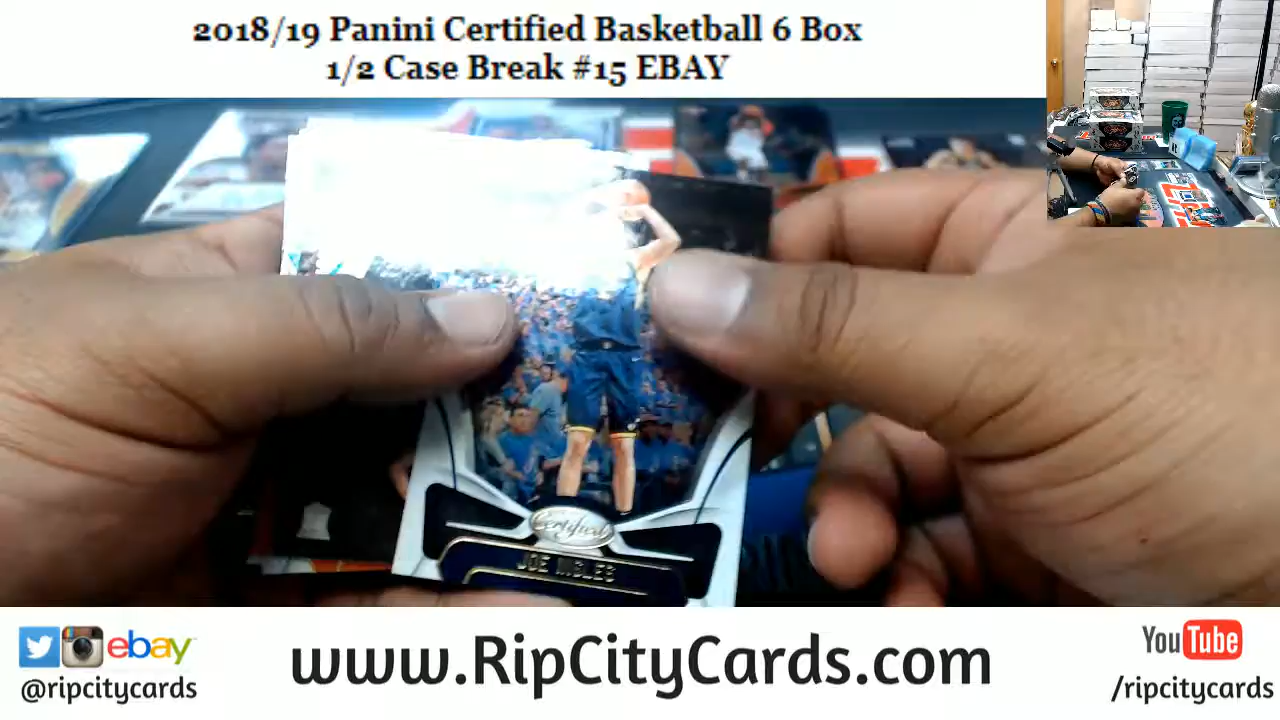 2018/19 Panini Certified Basketball 6 Box
1/2 Case Break #15 EBAY
Certified
JOE INGLES
ebay
@ripcitycards
www.RipCityCards.com
YouTube
/ripcitycards